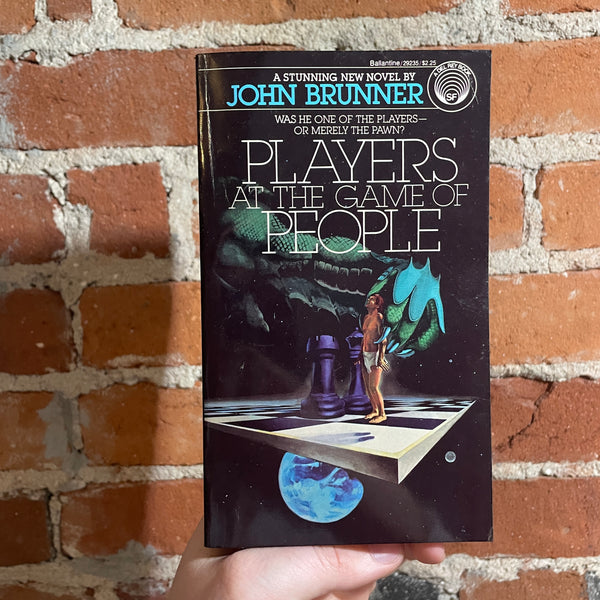 Ballantine/29235/$2.25
A DEL REY BOOK
SF
A STUNNING NEW NOVEL BY
JOHN BRUNNER
WAS HE ONE OF THE PLAYERS—
OR MERELY THE PAWN?
PLAYERS
AT THE GAME OF
PEOPLE